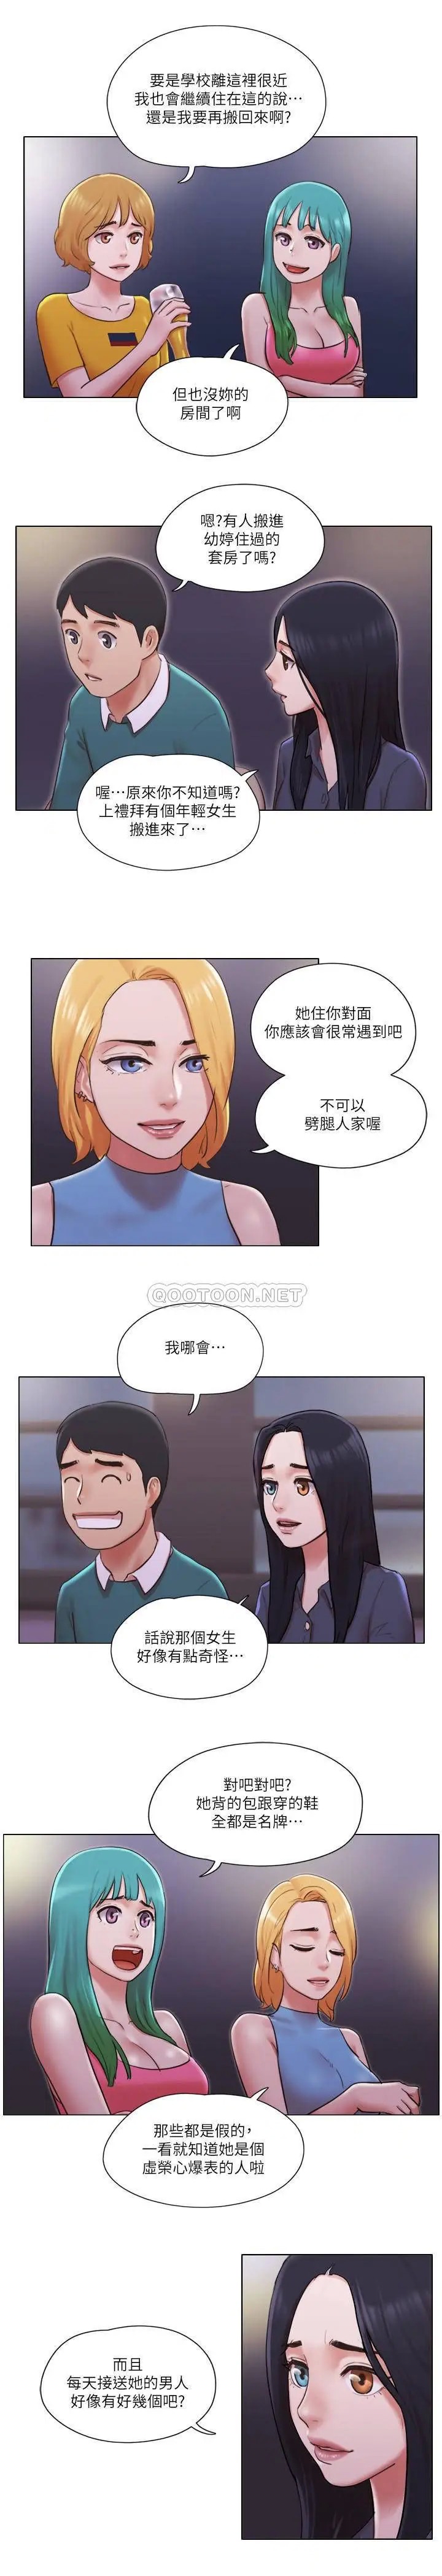 要是學校離這裡很近
我也會繼續住在這的說…
還是我要再搬回來啊?
但也沒妳的
房間了啊
嗯?有人搬進
幼婷住過的
套房了嗎?
喔…原來你不知道嗎?
上禮拜有個年輕女生
搬進來了…
她住你對面
你應該會很常遇到吧
不可以
劈腿人家喔
QOOTOON.NET
我哪會…
話說那個女生
好像有點奇怪…
對吧對吧?
她背的包跟穿的鞋
全都是名牌…
那些都是假的，
一看就知道她是個
虛榮心爆表的人啦
而且
每天接送她的男人
好像有好幾個吧?